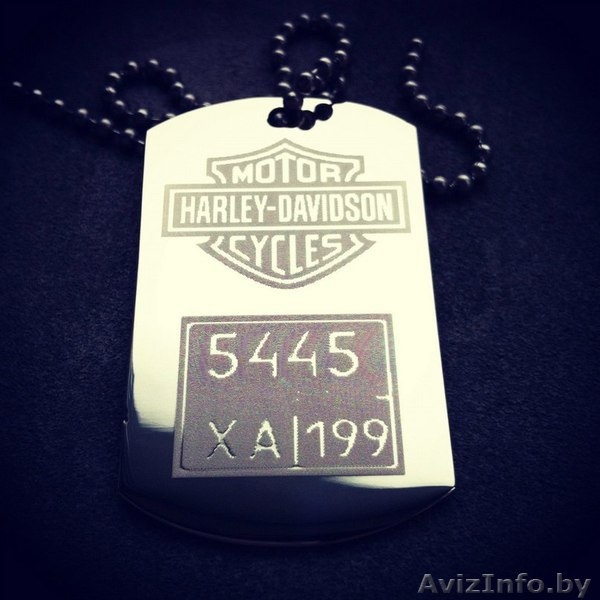 MOTOR
HARLEY-DAVIDSON
CYCLES
5445
XA|199
AvizInfo.by